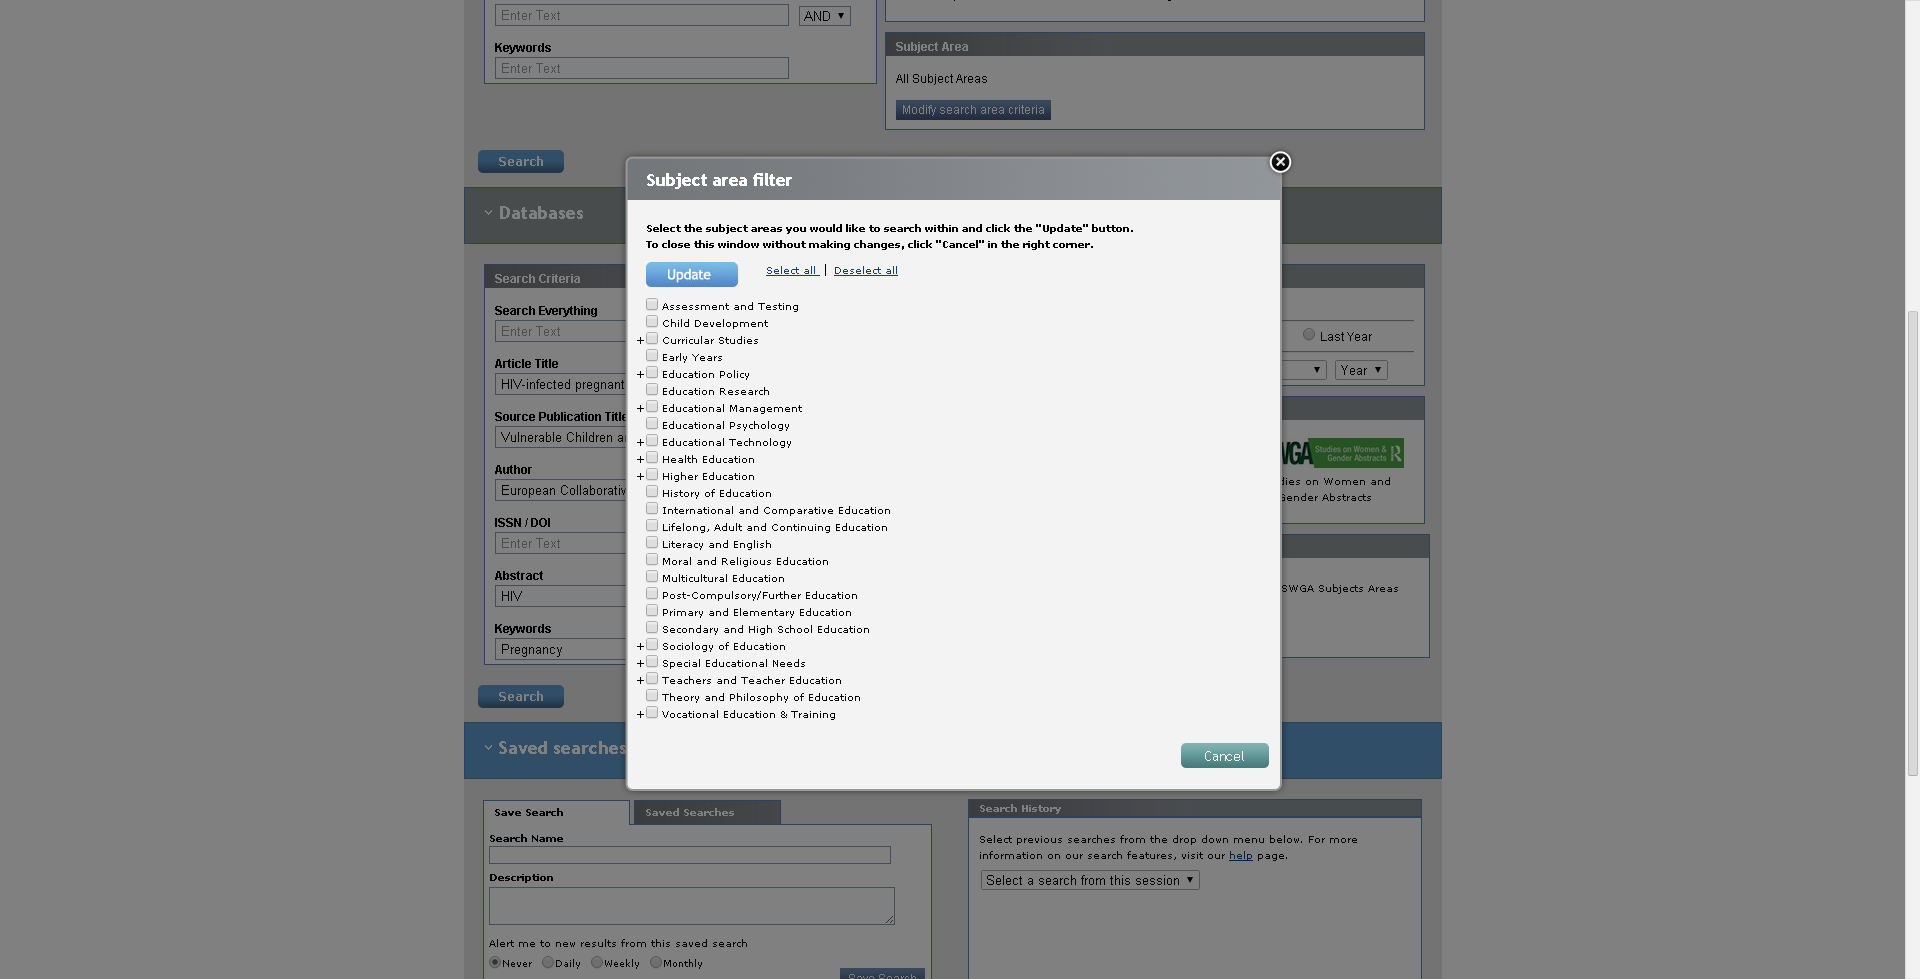 Enter Text
AND
Keywords
Enter Text
Subject Area
All Subject Areas
Modify search area criteria
Search
Databases
Search Criteria
Search Everything
Enter Text
Article Title
HIV-infected pregnant
Source Publication Title
Vulnerable Children
Author
European
ISSN / DOI
Enter Text
Abstract
HIV
Keywords
Pregnancy
Search
Last Year
Year
Studies on Women &
Gender Abstracts
on Women and
Gender Abstracts
SWGA Subjects Areas
Subject area filter
Select the subject areas you would like to search within and click the "Update" button.
To close this window without making changes, click "Cancel" in the right corner.
Update
Select all | Deselect all
Assessment and Testing
Child Development
+ Curricular Studies
Early Years
+ Education Policy
Education Research
+ Educational Management
Educational Psychology
+ Educational Technology
+ Health Education
+ Higher Education
History of Education
International and Comparative Education
Lifelong, Adult and Continuing Education
Literacy and English
Moral and Religious Education
Multicultural Education
Post-Compulsory/Further Education
Primary and Elementary Education
Secondary and High School Education
+ Sociology of Education
+ Special Educational Needs
+ Teachers and Teacher Education
Theory and Philosophy of Education
+ Vocational Education & Training
Cancel
Saved searches
Save Search
Saved Searches
Search Name
Description
Alert me to new results from this saved search
Never Daily Weekly Monthly
Save Search
Search History
Select previous searches from the drop down menu below. For more
information on our search features, visit our help page.
Select a search from this session